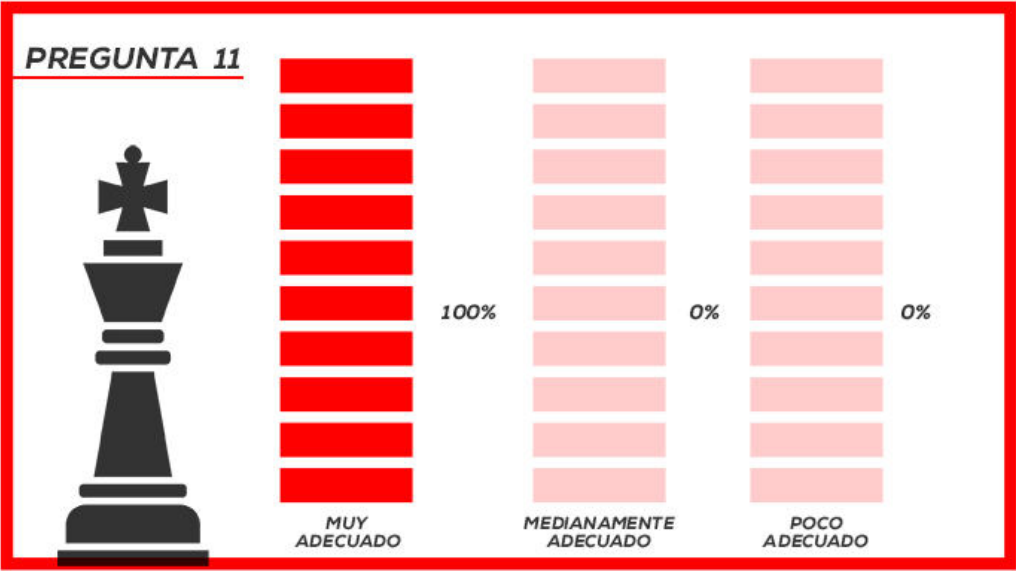 PREGUNTA 11
100%
0%
0%
MUY
ADECUADO
MEDIANAMENTE
ADECUADO
POCO
ADECUADO